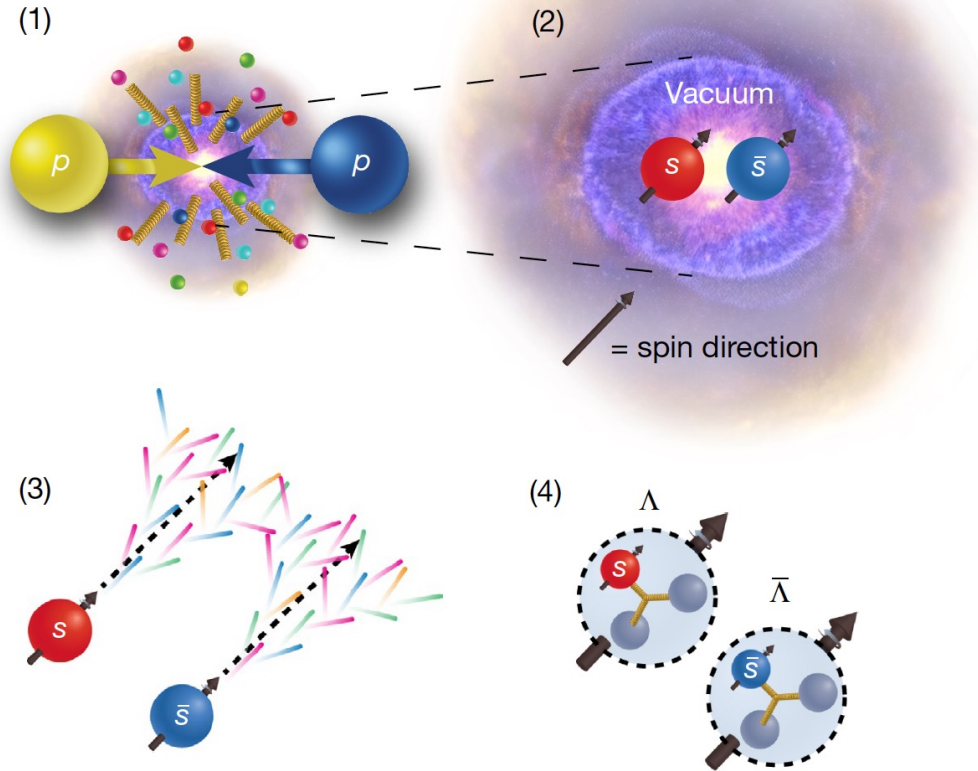 (1)
p
p
(2)
Vacuum
s
s̄
= spin direction
(3)
s
s̄
(4)
Λ
s
Λ̄
s̄